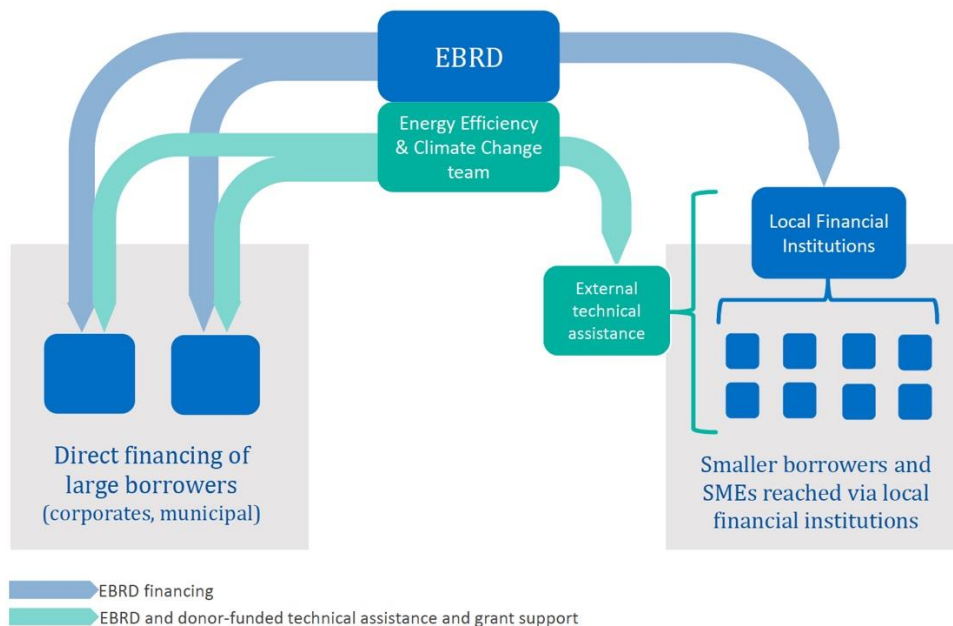 EBRD
Energy Efficiency
& Climate Change
team
Local Financial
Institutions
External
technical
assistance
Direct financing of
large borrowers
(corporates, municipal)
Smaller borrowers and
SMEs reached via local
financial institutions
EBRD financing
EBRD and donor-funded technical assistance and grant support